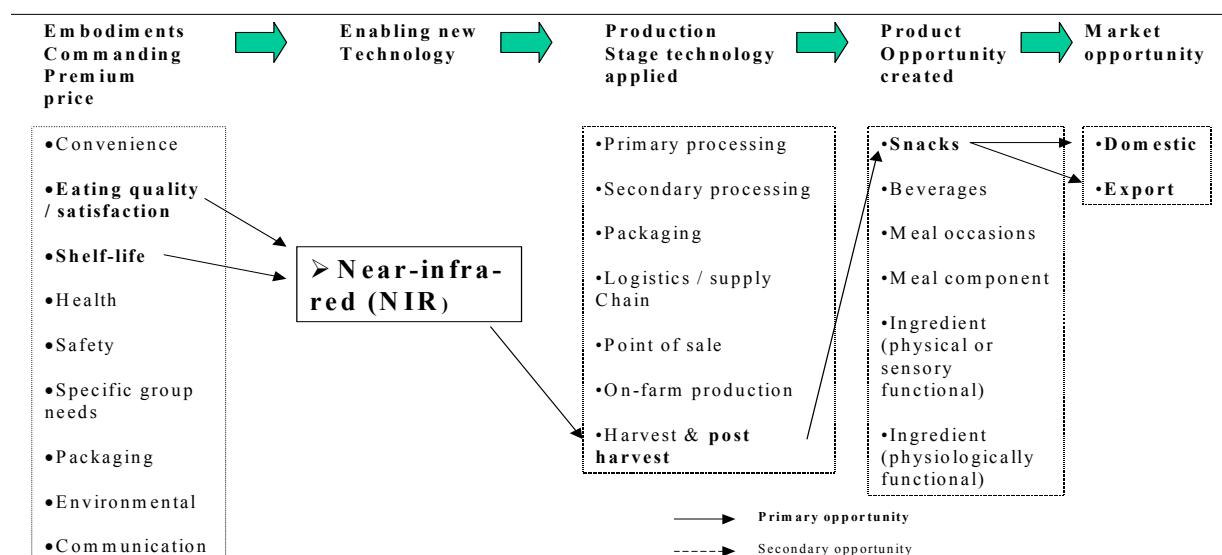 Embodiments
Commanding
Premium
price
Enabling new
Technology
Production
Stage technology
applied
Product
Opportunity
created
Market
opportunity
•Convenience
•Eating quality
/ satisfaction
•Shelf-life
•Health
•Safety
•Specific group
needs
•Packaging
•Environmental
•Communication
➢ Near-infra-
red (NIR)
•Primary processing
•Secondary processing
•Packaging
•Logistics / supply
Chain
•Point of sale
•On-farm production
•Harvest & post
harvest
•Snacks
•Beverages
•Meal occasions
•Meal component
•Ingredient
(physical or
sensory
functional)
•Ingredient
(physiologically
functional)
•Domestic
•Export
Primary opportunity
Secondary opportunity